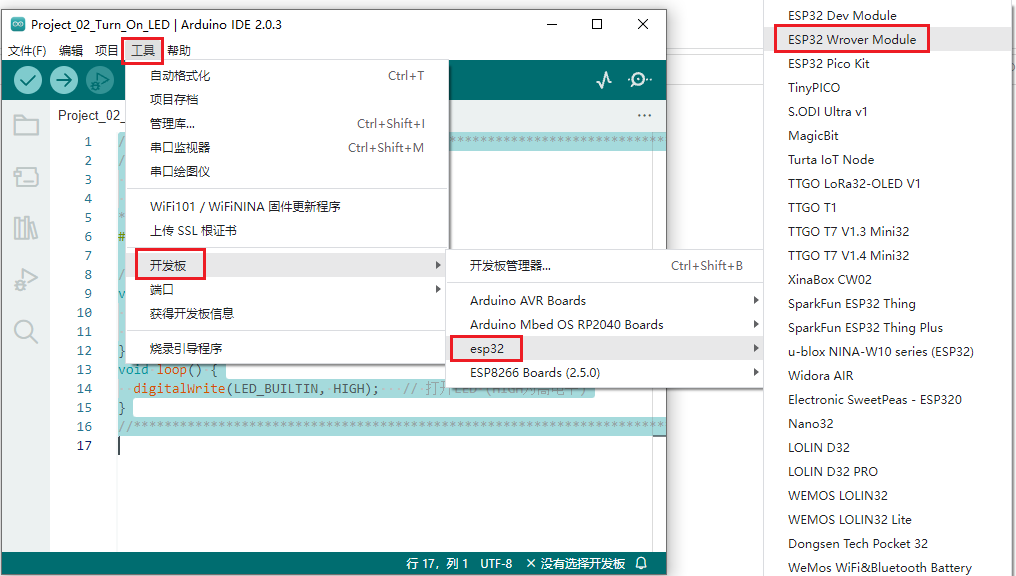 Project_02_Turn_On_LED | Arduino IDE 2.0.3
文件(F) 编辑 项目 工具 帮助
Project_02_
自动格式化 Ctrl+T
项目存档
管理库... Ctrl+Shift+I
串口监视器 Ctrl+Shift+M
串口绘图仪
WiFi101 / WiFiNINA 固件更新程序
上传 SSL 根证书
开发板
端口
获得开发板信息
烧录引导程序
开发板管理器... Ctrl+Shift+B
Arduino AVR Boards
Arduino Mbed OS RP2040 Boards
esp32
ESP8266 Boards (2.5.0)
1 /
2 /
3
4
5 *
6 #
7
8 /
9 v
10
11
12 }
13 void loop() {
14 digitalWrite(LED_BUILTIN, HIGH); // 打开LED
15 }
16 //**********************************************************************
17
行 17，列 1 UTF-8 × 没有选择开发板
ESP32 Dev Module
ESP32 Wrover Module
ESP32 Pico Kit
TinyPICO
S.ODI Ultra v1
MagicBit
Turta IoT Node
TTGO LoRa32-OLED V1
TTGO T1
TTGO T7 V1.3 Mini32
TTGO T7 V1.4 Mini32
XinaBox CW02
SparkFun ESP32 Thing
SparkFun ESP32 Thing Plus
u-blox NINA-W10 series (ESP32)
Widora AIR
Electronic SweetPeas - ESP320
Nano32
LOLIN D32
LOLIN D32 PRO
WEMOS LOLIN32
WEMOS LOLIN32 Lite
Dongsen Tech Pocket 32
WeMos WiFi&Bluetooth Battery